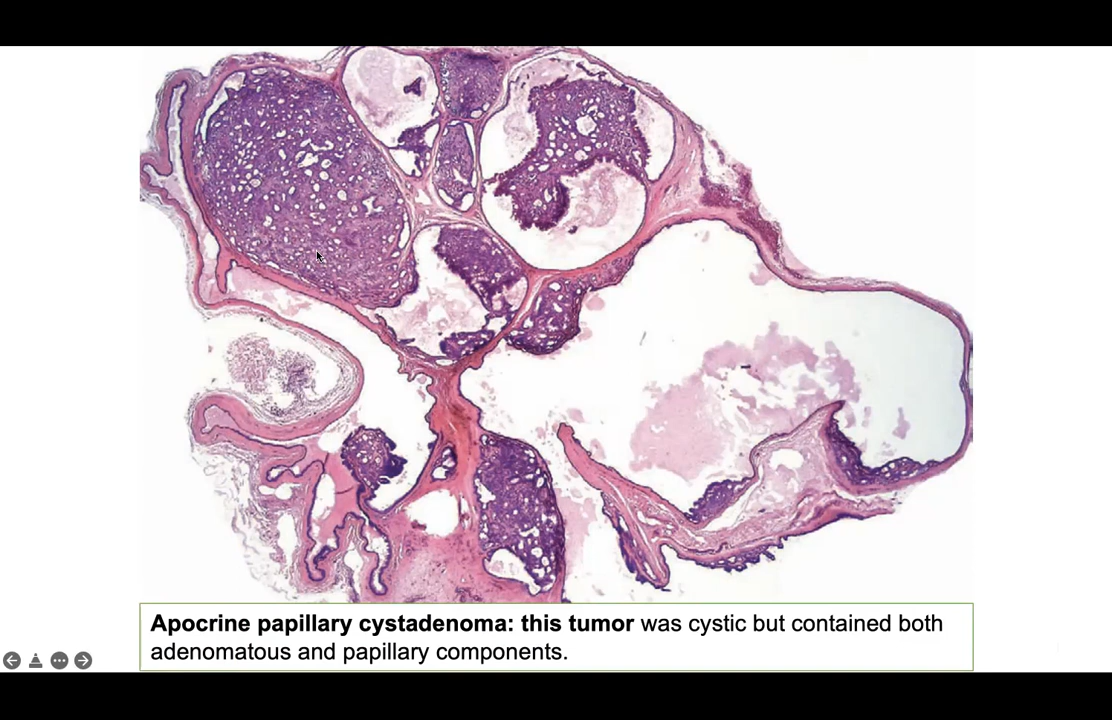 Apocrine papillary cystadenoma: this tumor was cystic but contained both
adenomatous and papillary components.